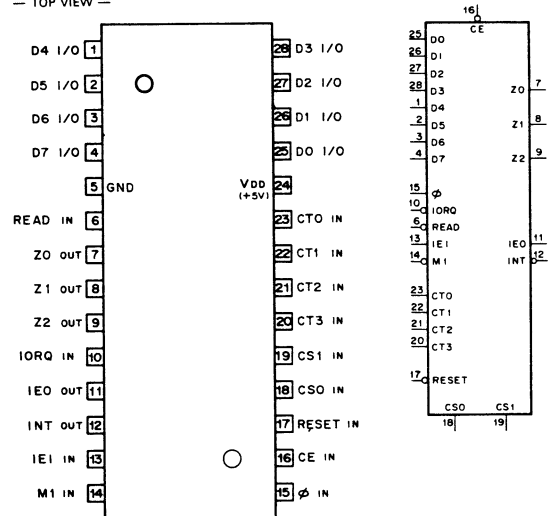 — TOP VIEW —
D4 I/O 1
D5 I/O 2
D6 I/O 3
D7 I/O 4
5 GND
READ IN 6
Z0 OUT 7
Z1 OUT 8
Z2 OUT 9
IORQ IN 10
IEO OUT 11
INT OUT 12
IEI IN 13
M1 IN 14
28 D3 I/O
27 D2 I/O
26 D1 I/O
25 D0 I/O
VDD 24
(+5V)
23 CT0 IN
22 CT1 IN
21 CT2 IN
20 CT3 IN
19 CS1 IN
18 CS0 IN
17 RESET IN
16 CE IN
15 ϕ IN
16
CE
25 D0
26 D1
27 D2
28 D3
1 D4
2 D5
3 D6
4 D7
15 ϕ
10 IORQ
6 READ
13 IEI
14 M1
23 CT0
22 CT1
21 CT2
20 CT3
17 RESET
Z0 7
Z1 8
Z2 9
IEO 11
INT 12
CS0 CS1
18 19